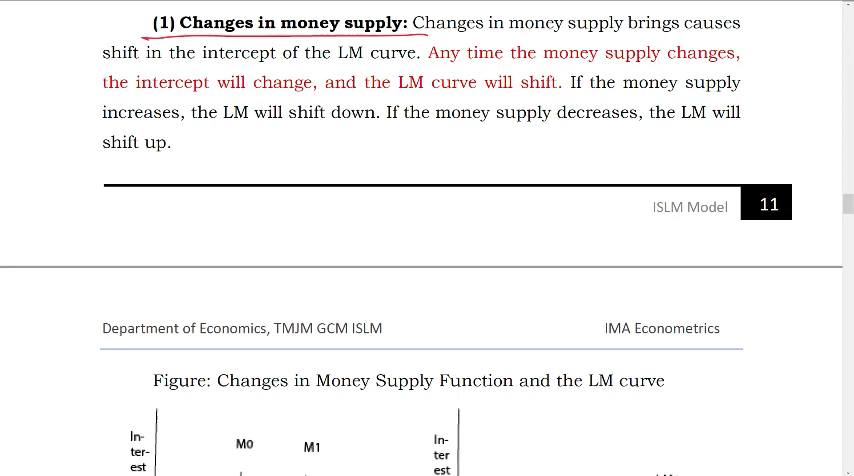 (1) Changes in money supply: Changes in money supply brings causes
shift in the intercept of the LM curve. Any time the money supply changes,
the intercept will change, and the LM curve will shift. If the money supply
increases, the LM will shift down. If the money supply decreases, the LM will
shift up.
ISLM Model 11
Department of Economics, TMJM GCM ISLM IMA Econometrics
Figure: Changes in Money Supply Function and the LM curve
In-
ter-
est
M0
M1
In-
ter
est